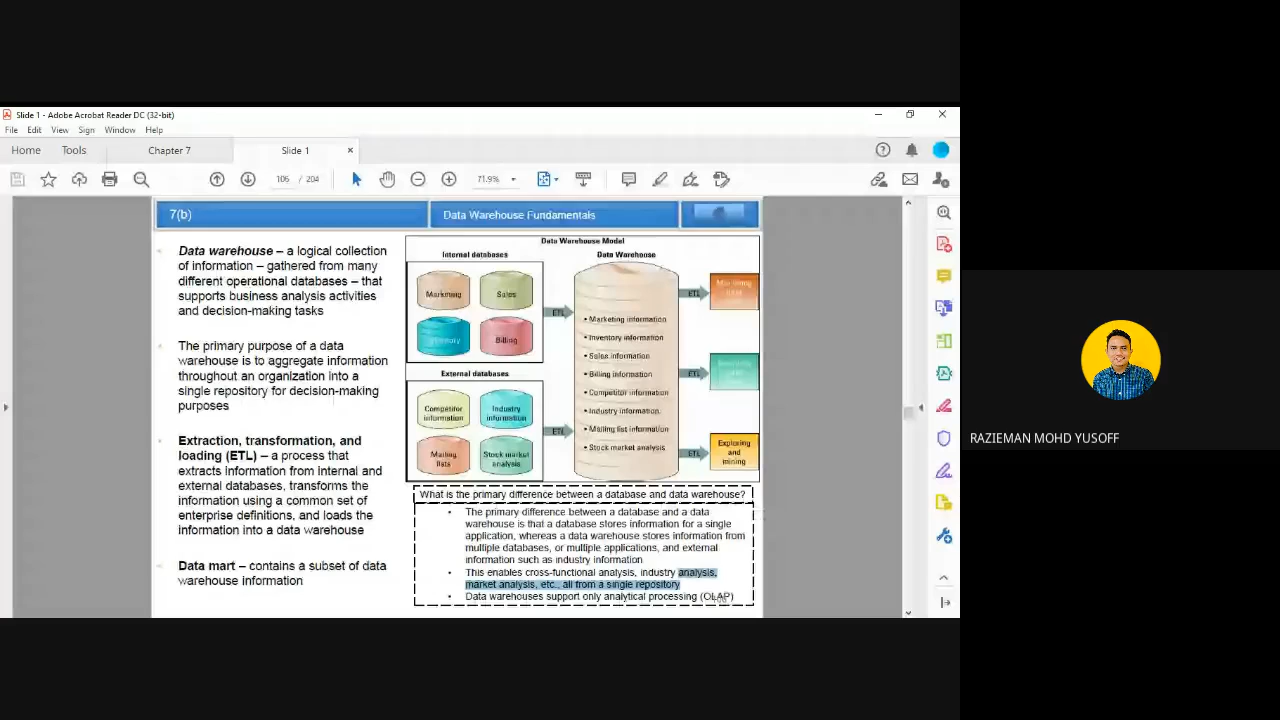 Slide 1 - Adobe Acrobat Reader DC (32-bit)
File Edit View Sign Window Help
Home Tools Chapter 7 Slide 1
106 / 204 71.9%
7(b) Data Warehouse Fundamentals
Data warehouse – a logical collection
of information – gathered from many
different operational databases – that
supports business analysis activities
and decision-making tasks
The primary purpose of a data
warehouse is to aggregate information
throughout an organization into a
single repository for decision-making
purposes
Extraction, transformation, and
loading (ETL) – a process that
extracts information from internal and
external databases, transforms the
information using a common set of
enterprise definitions, and loads the
information into a data warehouse
Data mart – contains a subset of data
warehouse information
Data Warehouse Model
Internal databases
Data Warehouse
Marketing
Sales
Inventory
Billing
External databases
Competitor
information
Industry
information
Mailing
lists
Stock market
analysis
ETL
ETL
• Marketing information
• Inventory information
• Sales information
• Billing information
• Competitor information
• Industry information
• Mailing list information
• Stock market analysis
ETL
ETL
ETL
Exploring
and
mining
What is the primary difference between a database and data warehouse?
• The primary difference between a database and a data
warehouse is that a database stores information for a single
application, whereas a data warehouse stores information from
multiple databases, or multiple applications, and external
information such as industry information
• This enables cross-functional analysis, industry analysis,
market analysis, etc., all from a single repository
• Data warehouses support only analytical processing (OLAP)
RAZIEMAN MOHD YUSOFF